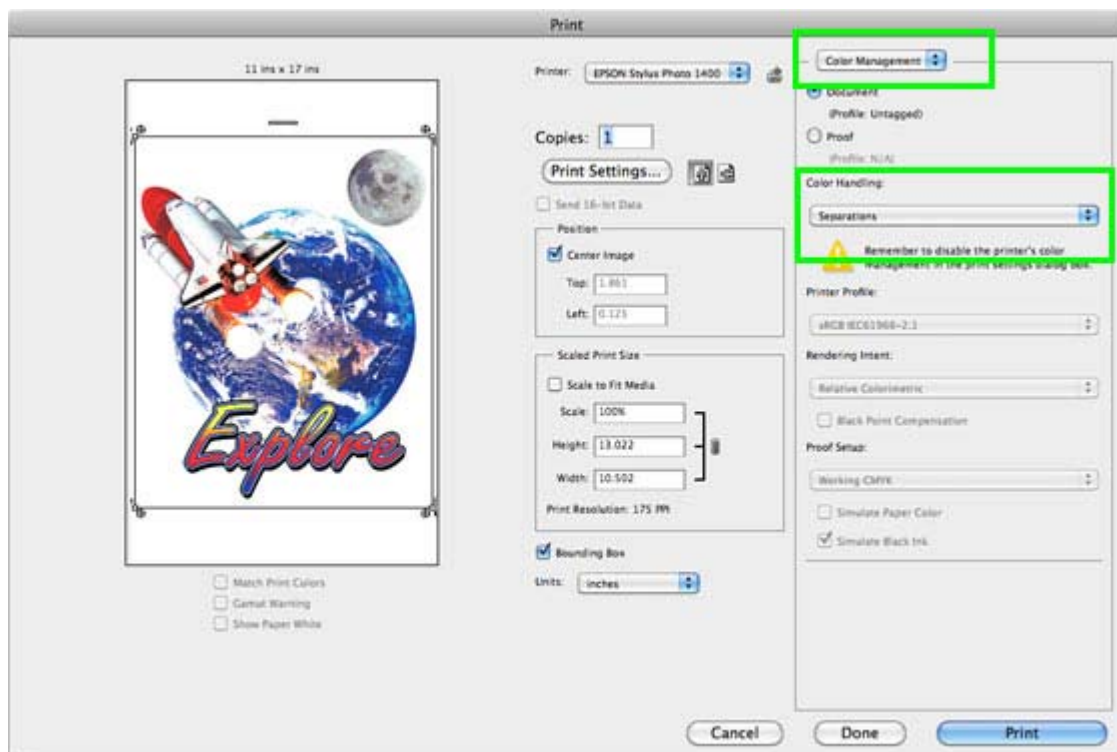 Print
11 ins x 17 ins
Explore
Match Print Colors
Gamut Warning
Show Paper White
Printer: EPSON Stylus Photo 1400
Copies: 1
Print Settings...
Send 16-bit Data
Position
Center Image
Top: 1.861
Left: 0.125
Scaled Print Size
Scale to Fit Media
Scale: 100%
Height: 13.022
Width: 10.502
Print Resolution: 175 PPI
Bounding Box
Units: inches
Color Management
Document
(Profile: Untagged)
Proof
(Profile: N/A)
Color Handling:
Separations
Remember to disable the printer's color
management in the print settings dialog box.
Printer Profile:
sRGB IEC61966-2.1
Rendering Intent:
Relative Colorimetric
Black Point Compensation
Proof Setup:
Working CMYK
Simulate Paper Color
Simulate Black Ink
Cancel
Done
Print